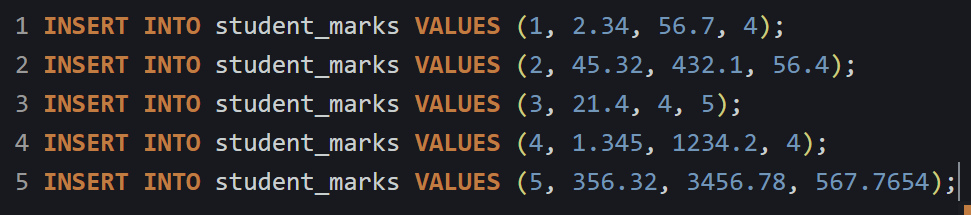 1 INSERT INTO student_marks VALUES (1, 2.34, 56.7, 4);
2 INSERT INTO student_marks VALUES (2, 45.32, 432.1, 56.4);
3 INSERT INTO student_marks VALUES (3, 21.4, 4, 5);
4 INSERT INTO student_marks VALUES (4, 1.345, 1234.2, 4);
5 INSERT INTO student_marks VALUES (5, 356.32, 3456.78, 567.7654);